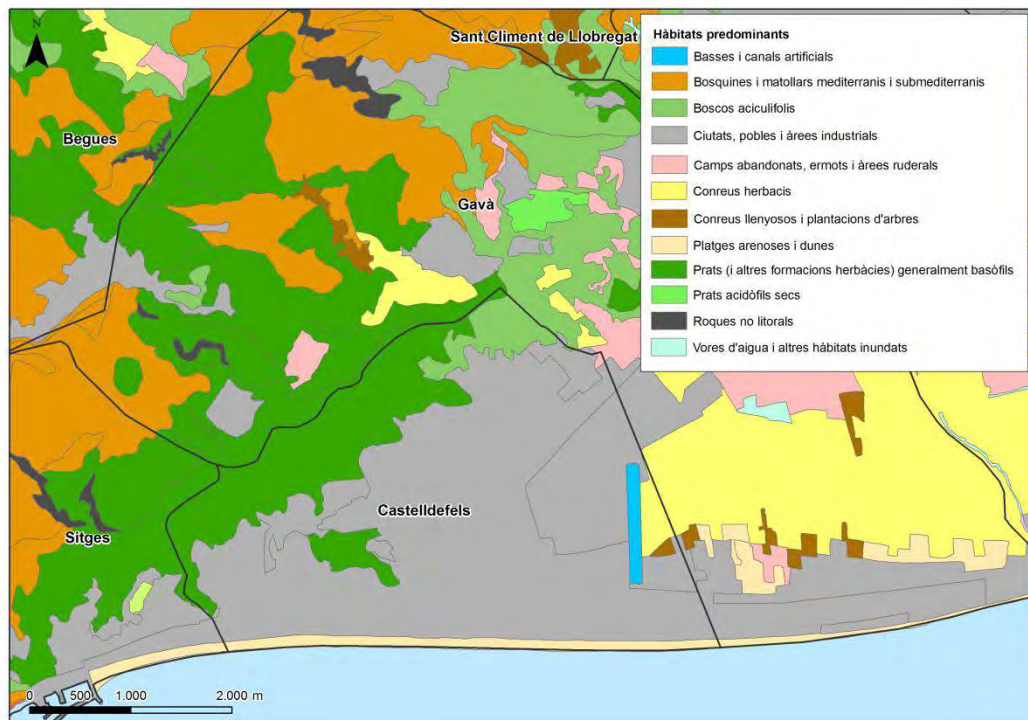 N
Sant Climent de Llobregat
Begues
Gavà
Castelldefels
Sitges
Hàbitats predominants
Basses i canals artificials
Bosquines i matollars mediterranis i submediterranis
Boscos aciculifolis
Ciutats, pobles i àrees industrials
Camps abandonats, ermots i àrees ruderals
Conreus herbacis
Conreus llenyosos i plantacions d'arbres
Platges arenoses i dunes
Prats (i altres formacions herbàcies) generalment basòfils
Prats acidòfils secs
Roques no litorals
Vores d'aigua i altres hàbitats inundats
0 500 1.000 2.000 m